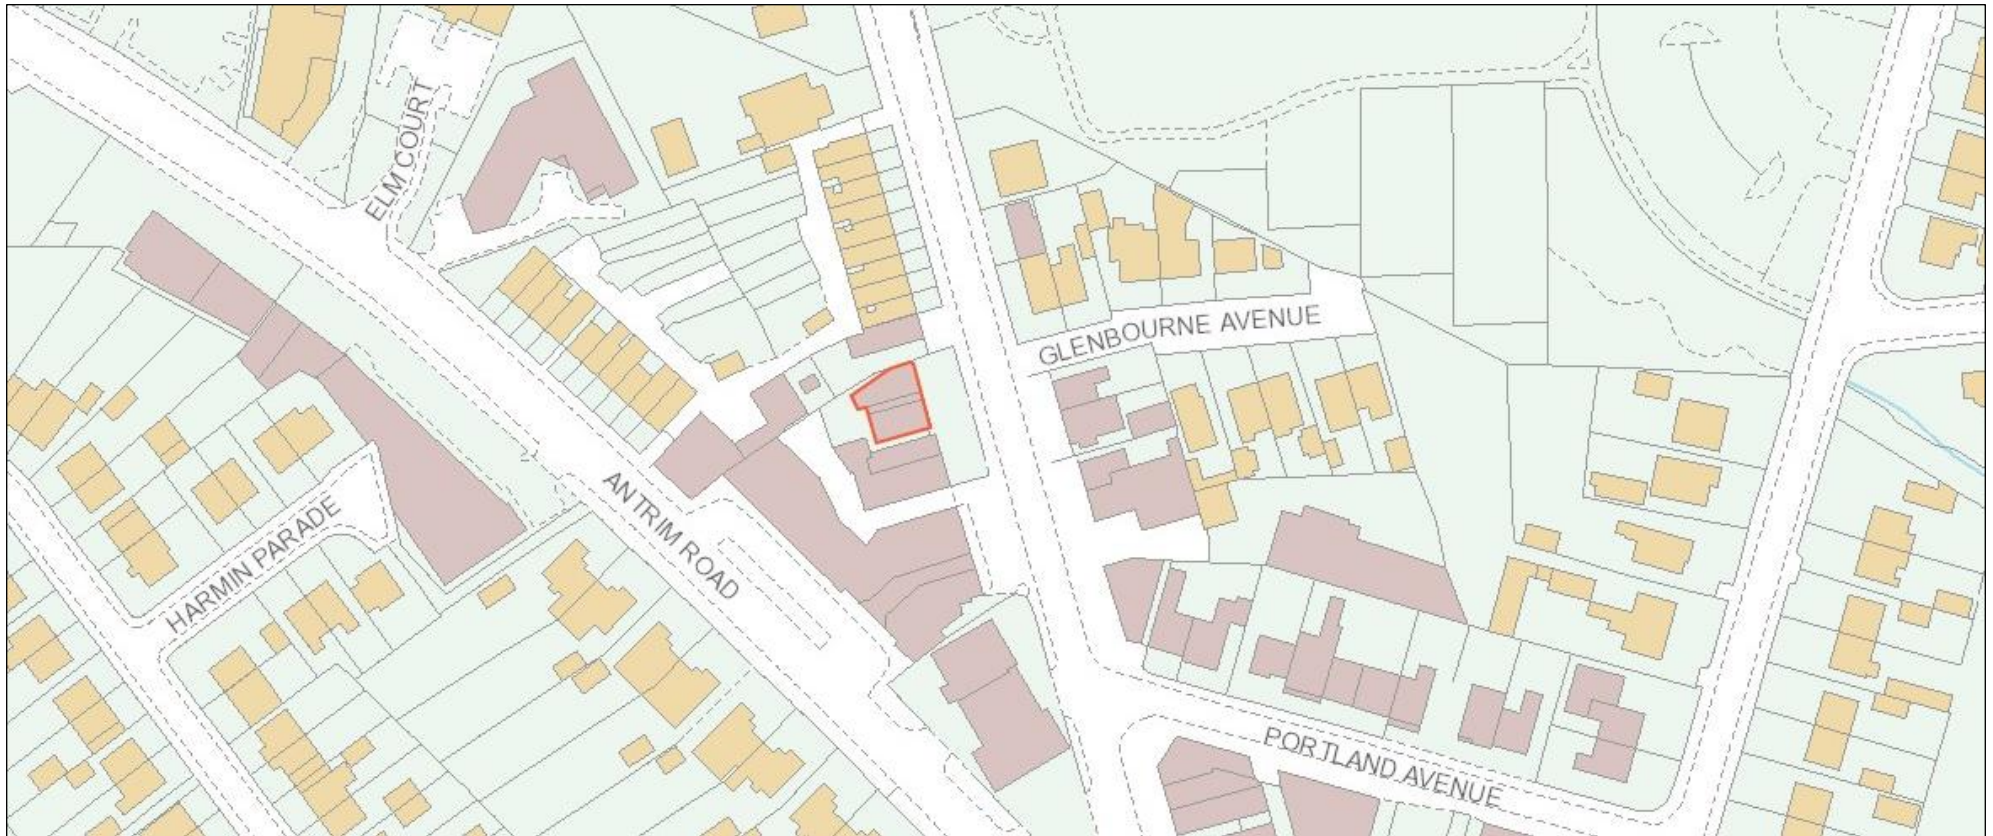 ELM COURT
GLENBOURNE AVENUE
ANTRIM ROAD
HARMIN PARADE
PORTLAND AVENUE